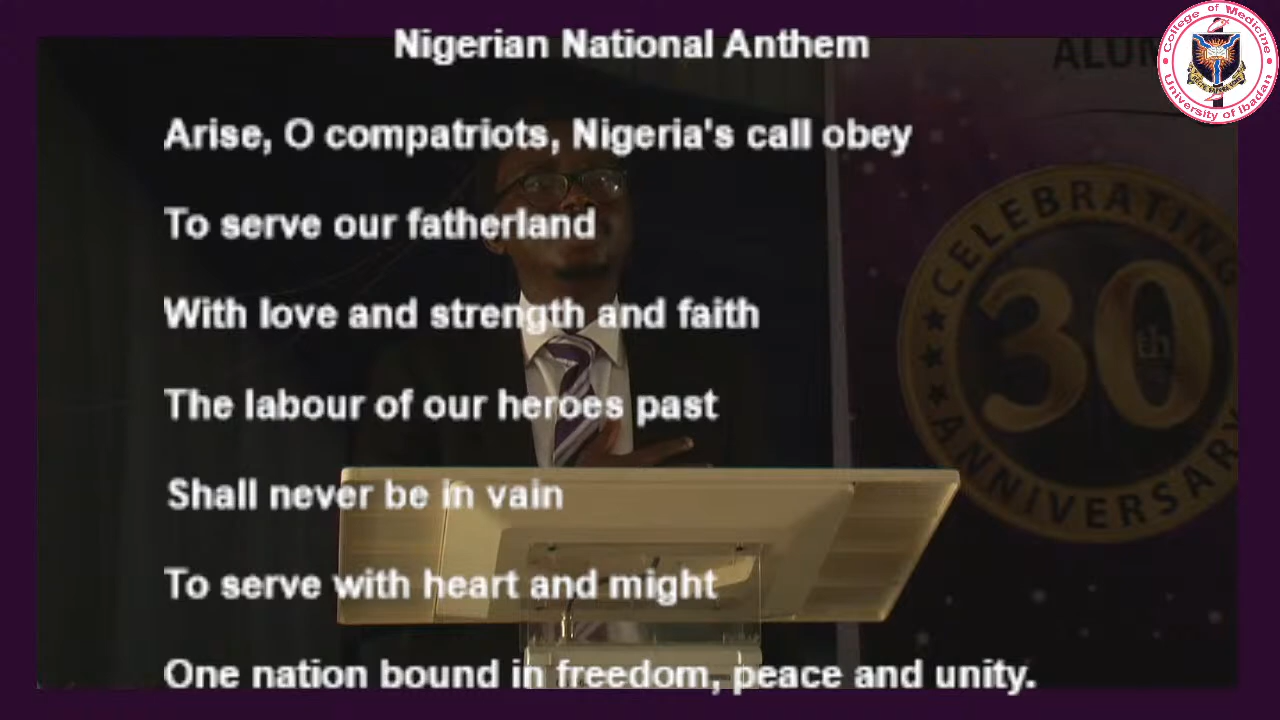 Nigerian National Anthem
Arise, O compatriots, Nigeria's call obey
To serve our fatherland
With love and strength and faith
The labour of our heroes past
Shall never be in vain
To serve with heart and might
One nation bound in freedom, peace and unity.
College of Medicine
University of Ibadan
CELEBRATING
30th
ANNIVERSARY